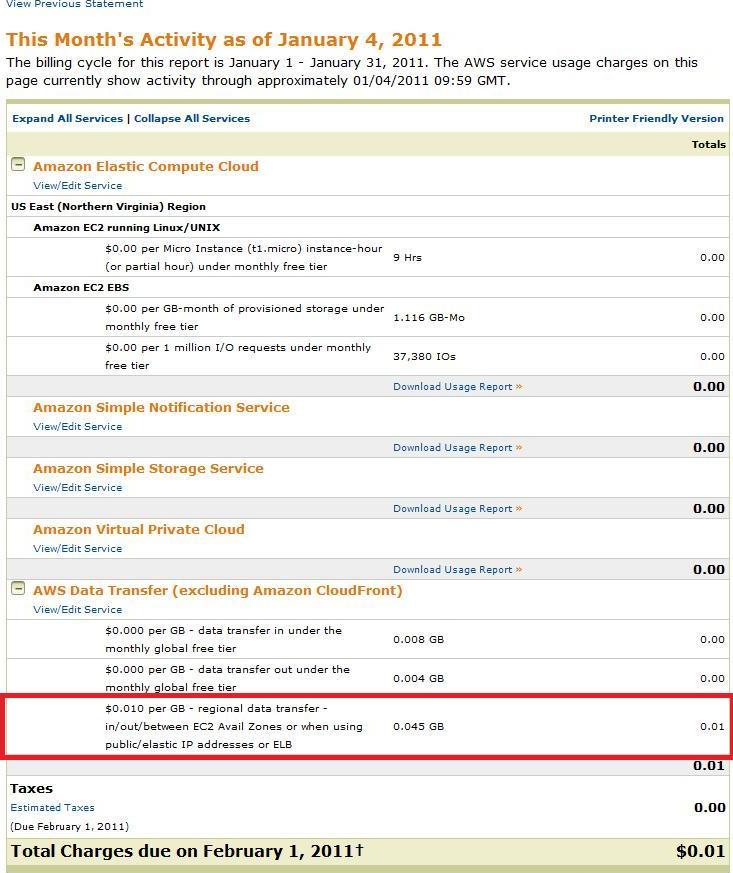 View Previous Statement
This Month's Activity as of January 4, 2011
The billing cycle for this report is January 1 - January 31, 2011. The AWS service usage charges on this
page currently show activity through approximately 01/04/2011 09:59 GMT.
Expand All Services | Collapse All Services Printer Friendly Version
Totals
Amazon Elastic Compute Cloud
View/Edit Service
US East (Northern Virginia) Region
Amazon EC2 running Linux/UNIX
$0.00 per Micro Instance (t1.micro) instance-hour
(or partial hour) under monthly free tier
9 Hrs 0.00
Amazon EC2 EBS
$0.00 per GB-month of provisioned storage under
monthly free tier
1.116 GB-Mo 0.00
$0.00 per 1 million I/O requests under monthly
free tier
37,380 IOs 0.00
Download Usage Report » 0.00
Amazon Simple Notification Service
View/Edit Service
Download Usage Report » 0.00
Amazon Simple Storage Service
View/Edit Service
Download Usage Report » 0.00
Amazon Virtual Private Cloud
View/Edit Service
Download Usage Report » 0.00
AWS Data Transfer (excluding Amazon CloudFront)
View/Edit Service
$0.000 per GB - data transfer in under the
monthly global free tier
0.008 GB 0.00
$0.000 per GB - data transfer out under the
monthly global free tier
0.004 GB 0.00
$0.010 per GB - regional data transfer -
in/out/between EC2 Avail Zones or when using
public/elastic IP addresses or ELB
0.045 GB 0.01
0.01
Taxes
Estimated Taxes 0.00
(Due February 1, 2011)
Total Charges due on February 1, 2011† $0.01